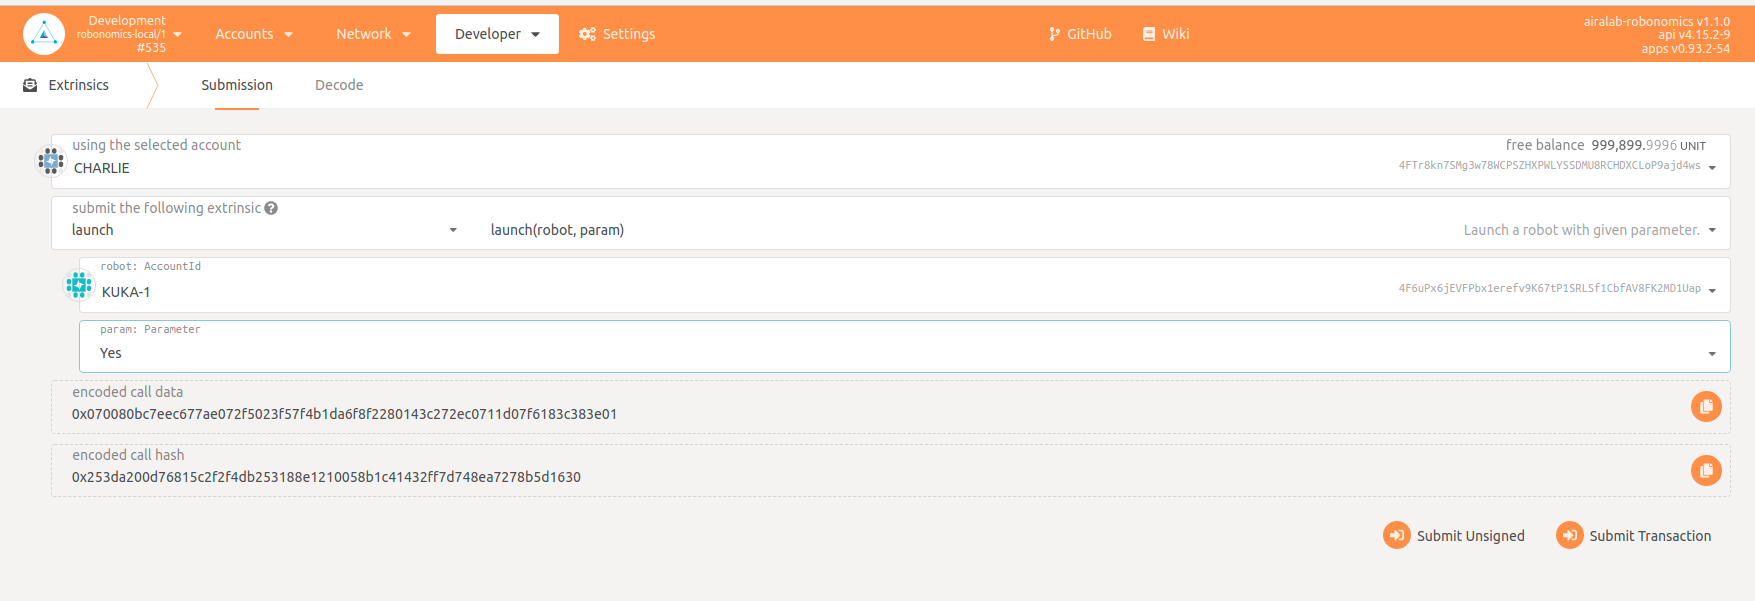 Development
robonomics-local/1
#535
Accounts
Network
Developer
Settings
GitHub
Wiki
airalab-robonomics v1.1.0
api v4.15.2-9
apps v0.93.2-54
Extrinsics
Submission
Decode
using the selected account
CHARLIE
free balance 999,899.9996 UNIT
4FTr8kn7SMg3w78WCPSZHXPWLYSSDMU8RCHDXCLoP9ajd4ws
submit the following extrinsic
launch
launch(robot, param)
Launch a robot with given parameter.
robot: AccountId
KUKA-1
4F6uPx6jEVFPbx1erefv9K67tP1SRLSf1CbfAV8FK2MD1Uap
param: Parameter
Yes
encoded call data
0x070080bc7eec677ae072f5023f57f4b1da6f8f2280143c272ec0711d07f6183c383e01
encoded call hash
0x253da200d76815c2f2f4db253188e1210058b1c41432ff7d748ea7278b5d1630
Submit Unsigned
Submit Transaction